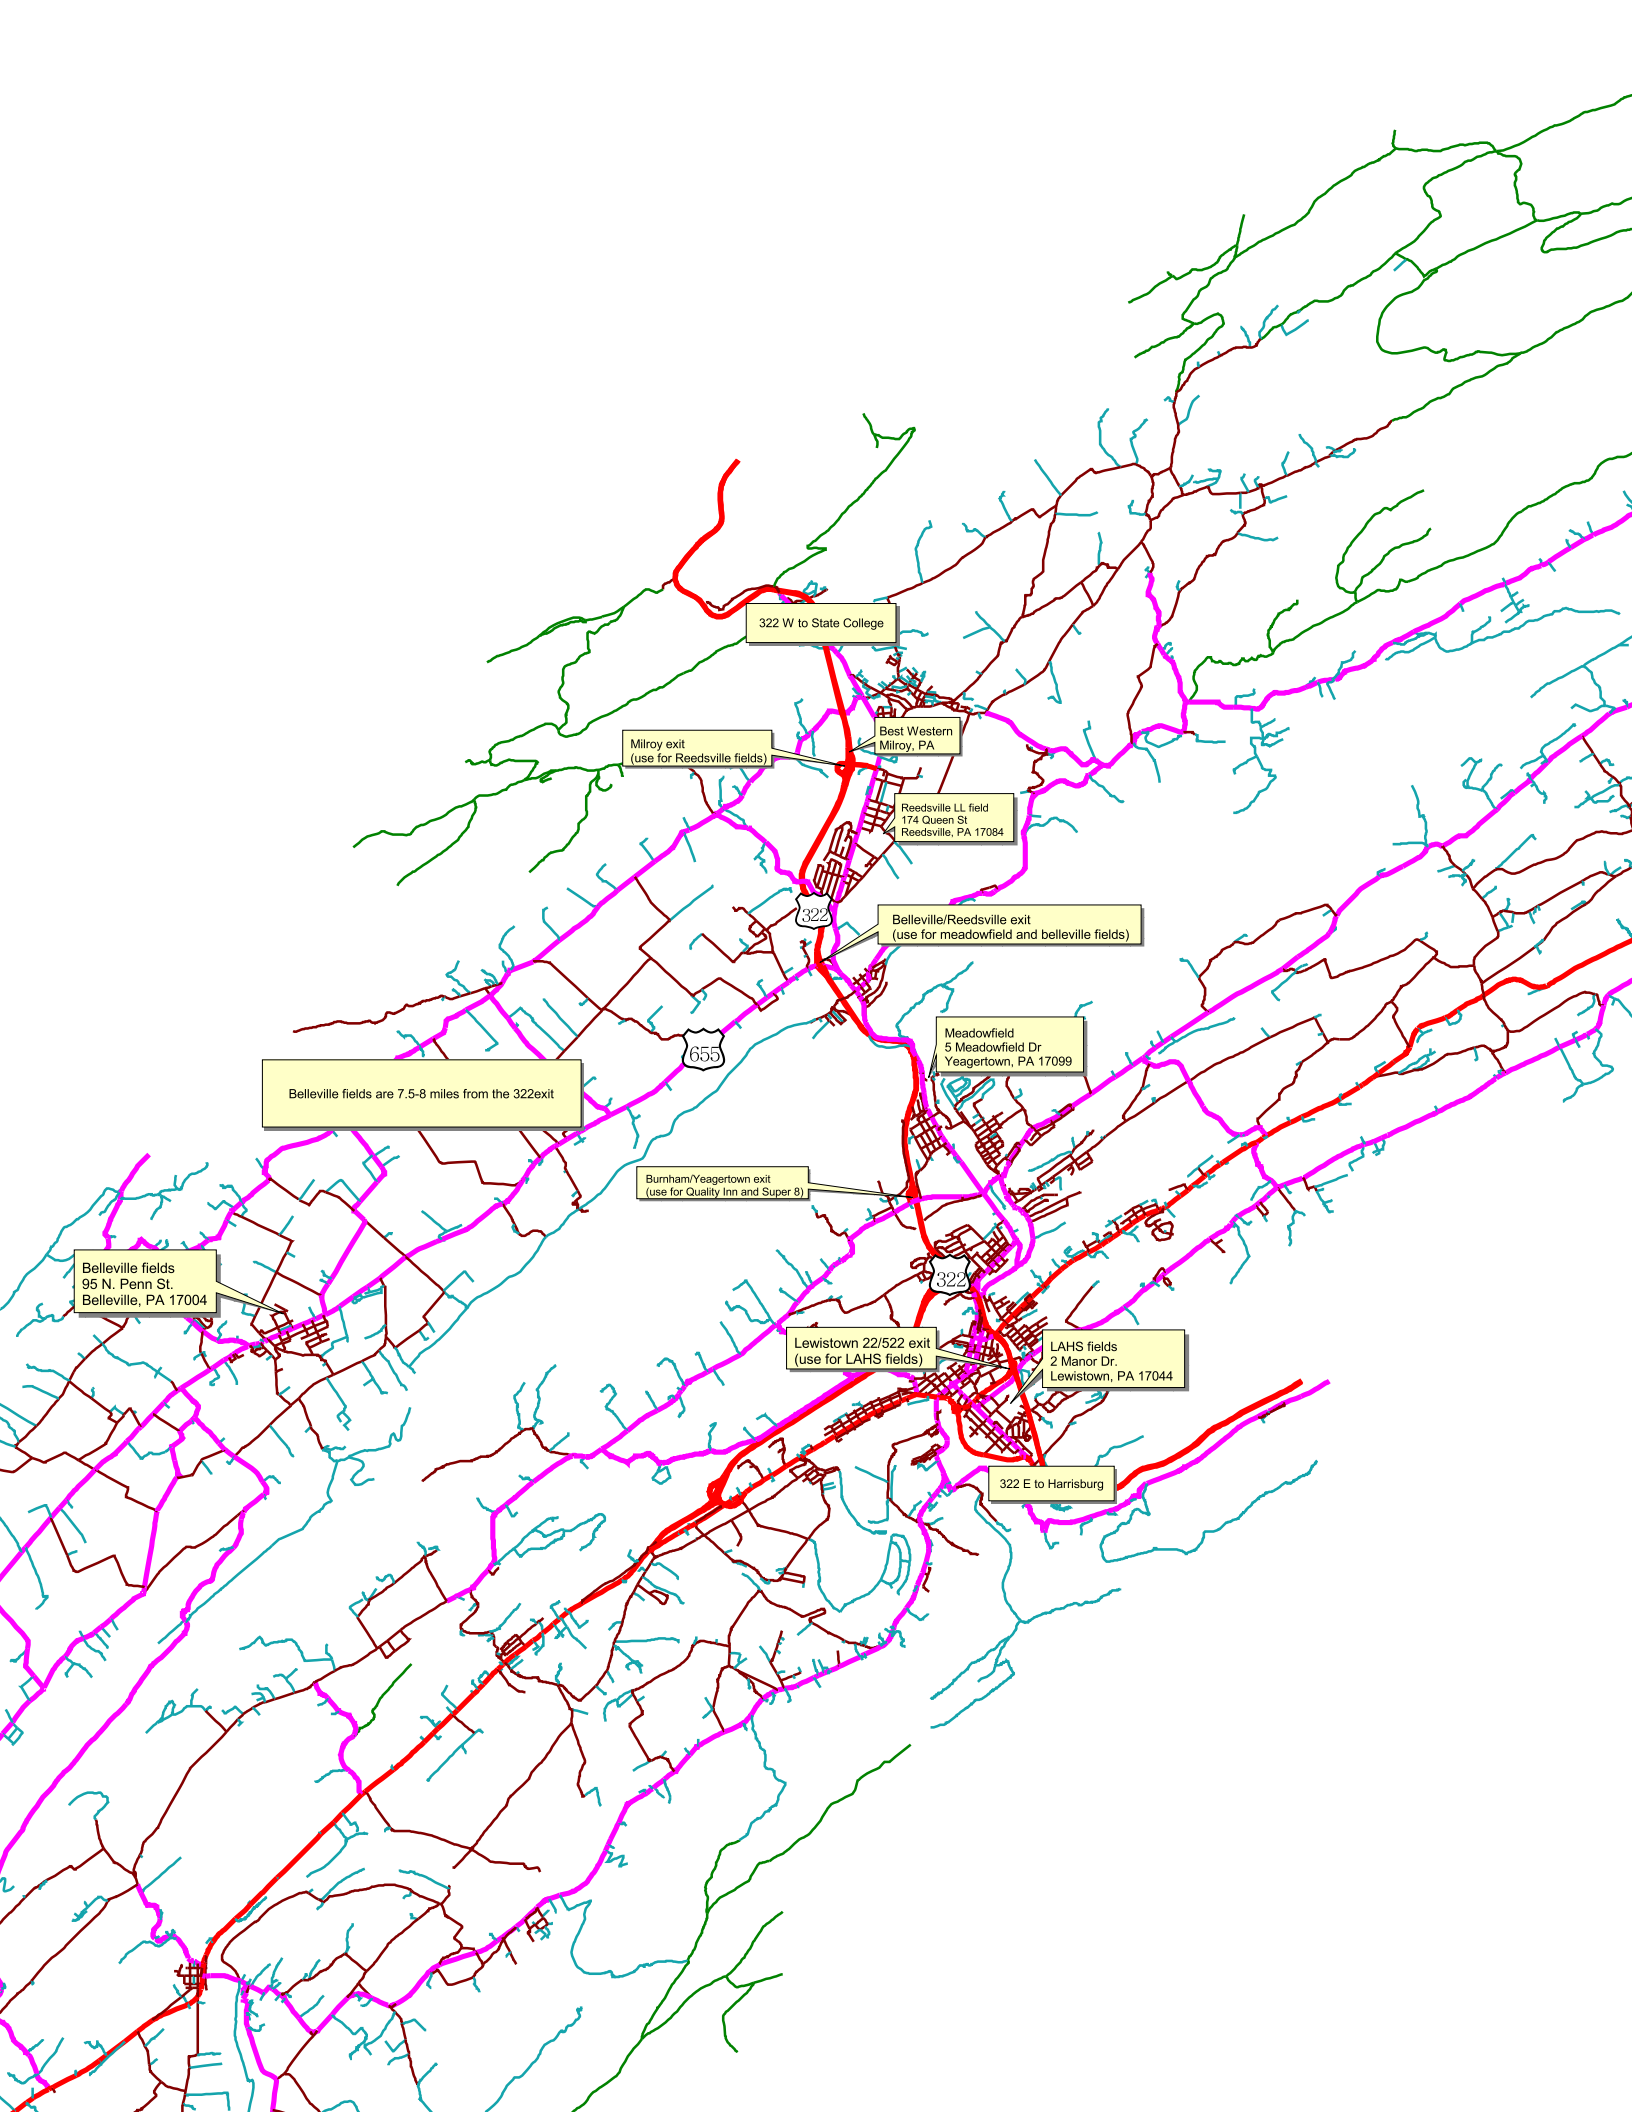 322 W to State College
Best Western
Milroy, PA
Milroy exit
(use for Reedsville fields)
Reedsville LL field
174 Queen St
Reedsville, PA 17084
322
Belleville/Reedsville exit
(use for meadowfield and belleville fields)
Meadowfield
5 Meadowfield Dr
Yeagertown, PA 17099
655
Belleville fields are 7.5-8 miles from the 322exit
Burnham/Yeagertown exit
(use for Quality Inn and Super 8)
Belleville fields
95 N. Penn St.
Belleville, PA 17004
322
Lewistown 22/522 exit
(use for LAHS fields)
LAHS fields
2 Manor Dr.
Lewistown, PA 17044
322 E to Harrisburg